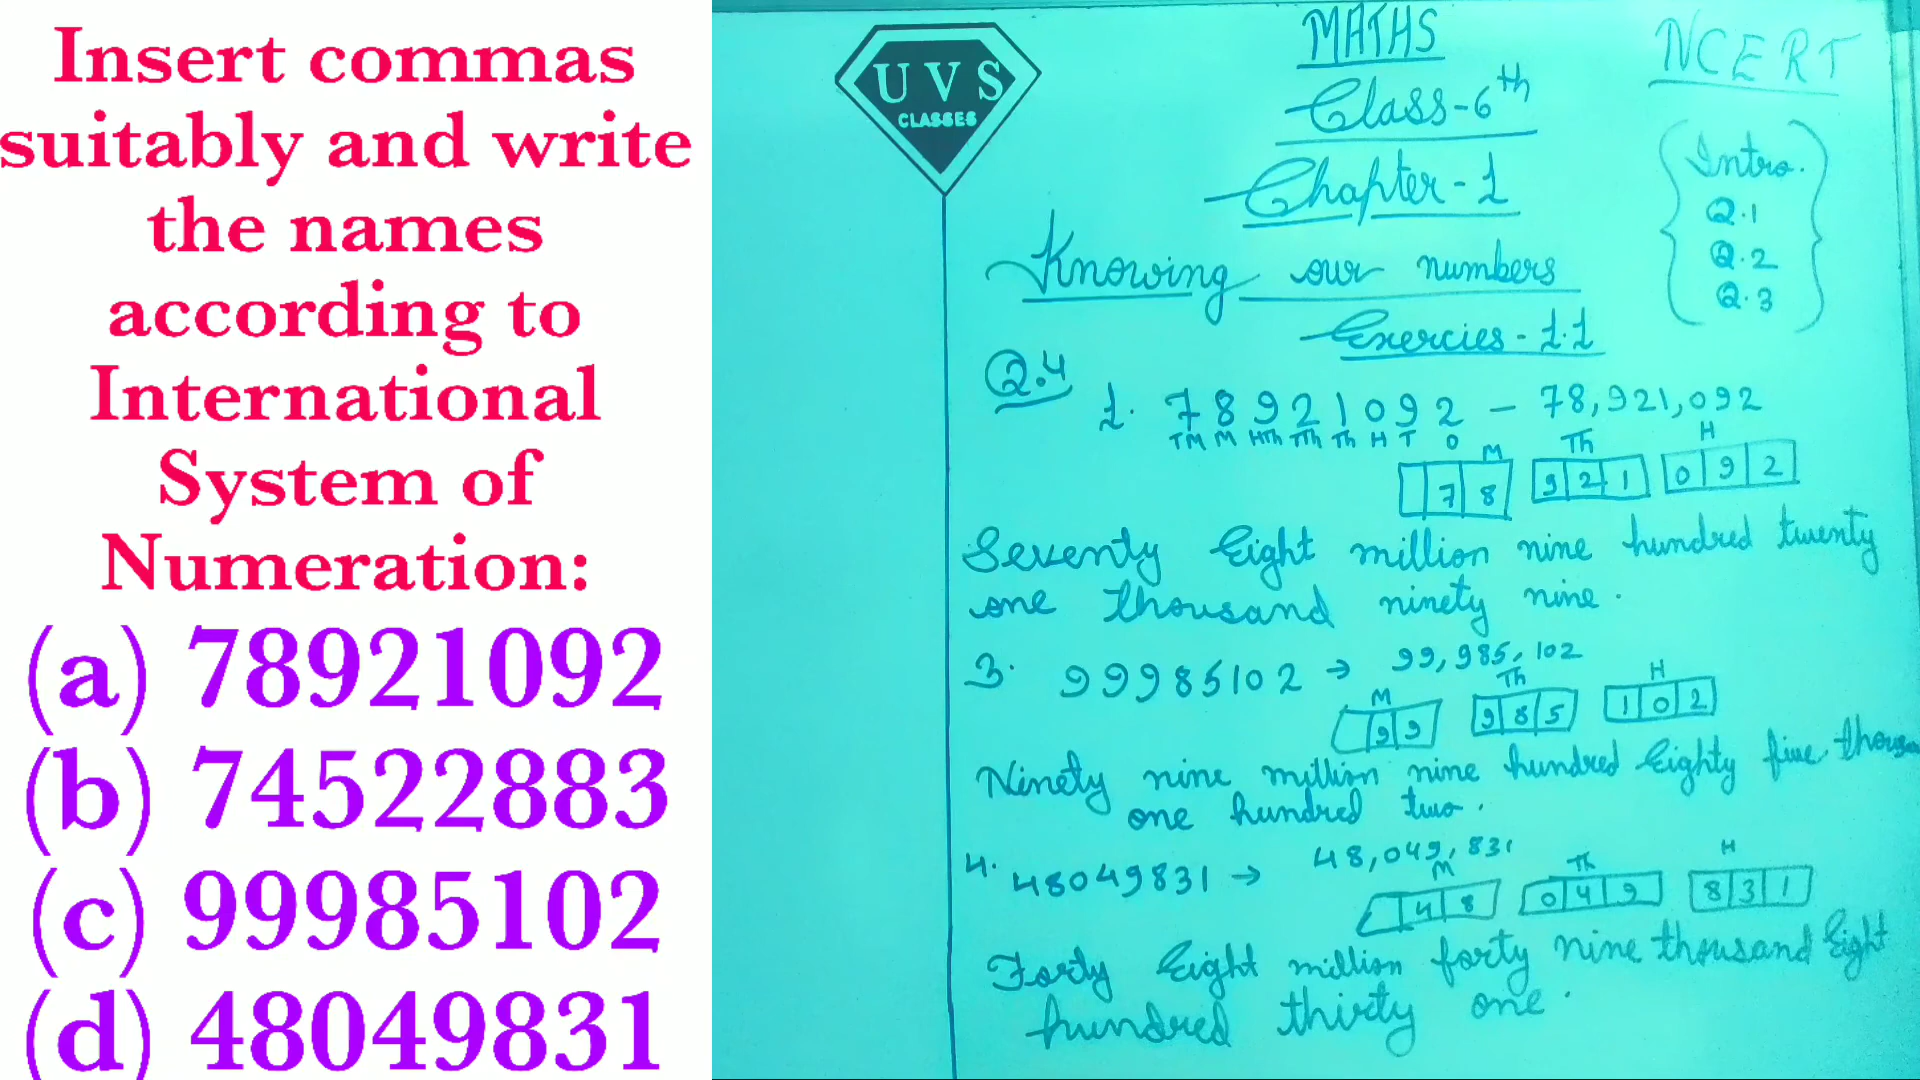 Insert commas
suitably and write
the names
according to
International
System of
Numeration:
(a) 78921092
(b) 74522883
(c) 99985102
(d) 48049831
UVS
CLASSES
MATHS
NCERT
Class-6th
Chapter-1
Knowing our numbers
Exercies-1.1
Intro.
Q.1
Q.2
Q.3
Q.4
1. 78921092 – 78,921,092
TM M HTh TTh Th H T O
M Th H
7 8 9 2 1 0 9 2
Seventy Eight million nine hundred twenty
one thousand ninety nine.
3. 99985102 → 99,985,102
M Th H
9 9 9 8 5 1 0 2
Ninety nine million nine hundred Eighty five thousa
one hundred two.
4. 48049831 → 48,049,831
M Th H
4 8 0 4 9 8 3 1
Forty Eight million forty nine thousand Eight
hundred thirty one.